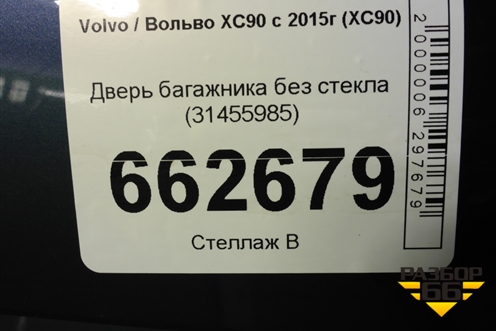 Volvo / Вольво XC90 с 2015г (XC90)
Дверь багажника без стекла
(31455985)
662679
Стеллаж В
2000006297679
РАЗБОР
66